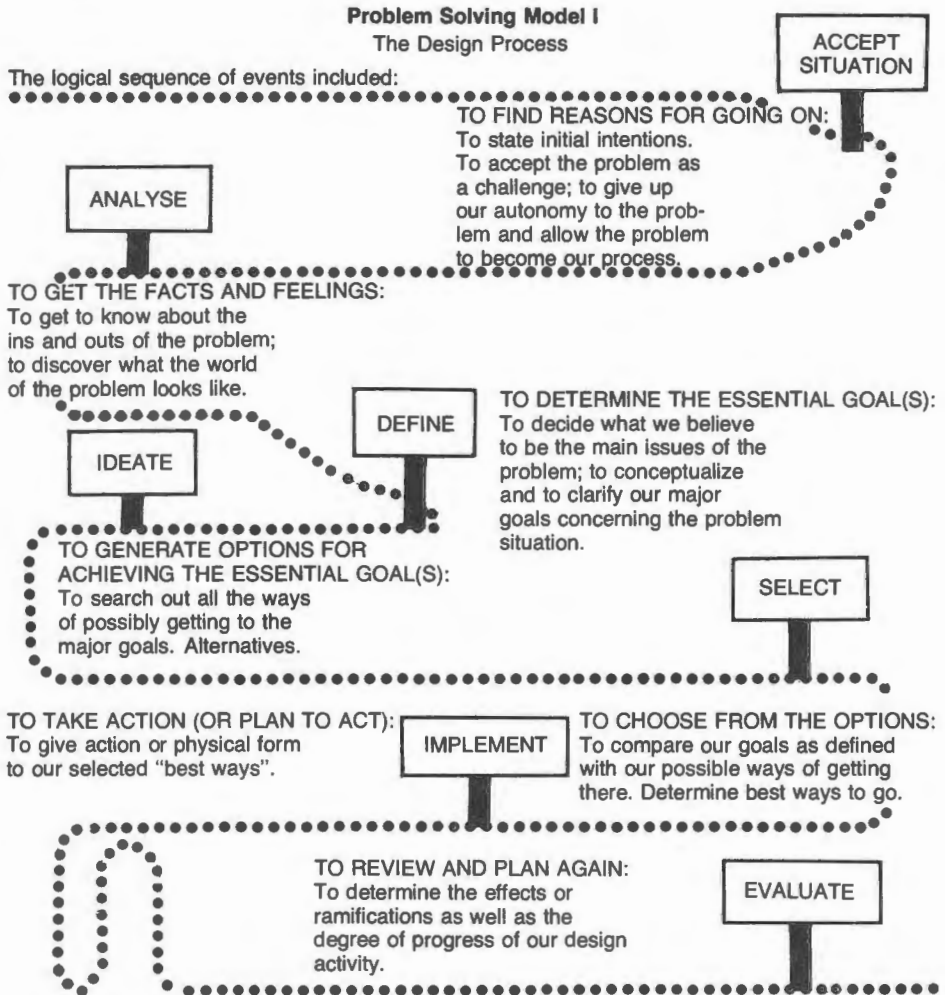 Problem Solving Model I
The Design Process
The logical sequence of events included:
ACCEPT
SITUATION
TO FIND REASONS FOR GOING ON:
To state initial intentions.
To accept the problem as
a challenge; to give up
our autonomy to the prob-
lem and allow the problem
to become our process.
ANALYSE
TO GET THE FACTS AND FEELINGS:
To get to know about the
ins and outs of the problem;
to discover what the world
of the problem looks like.
DEFINE
TO DETERMINE THE ESSENTIAL GOAL(S):
To decide what we believe
to be the main issues of the
problem; to conceptualize
and to clarify our major
goals concerning the problem
situation.
IDEATE
TO GENERATE OPTIONS FOR
ACHIEVING THE ESSENTIAL GOAL(S):
To search out all the ways
of possibly getting to the
major goals. Alternatives.
SELECT
TO CHOOSE FROM THE OPTIONS:
To compare our goals as defined
with our possible ways of getting
there. Determine best ways to go.
IMPLEMENT
TO TAKE ACTION (OR PLAN TO ACT):
To give action or physical form
to our selected "best ways".
EVALUATE
TO REVIEW AND PLAN AGAIN:
To determine the effects or
ramifications as well as the
degree of progress of our design
activity.